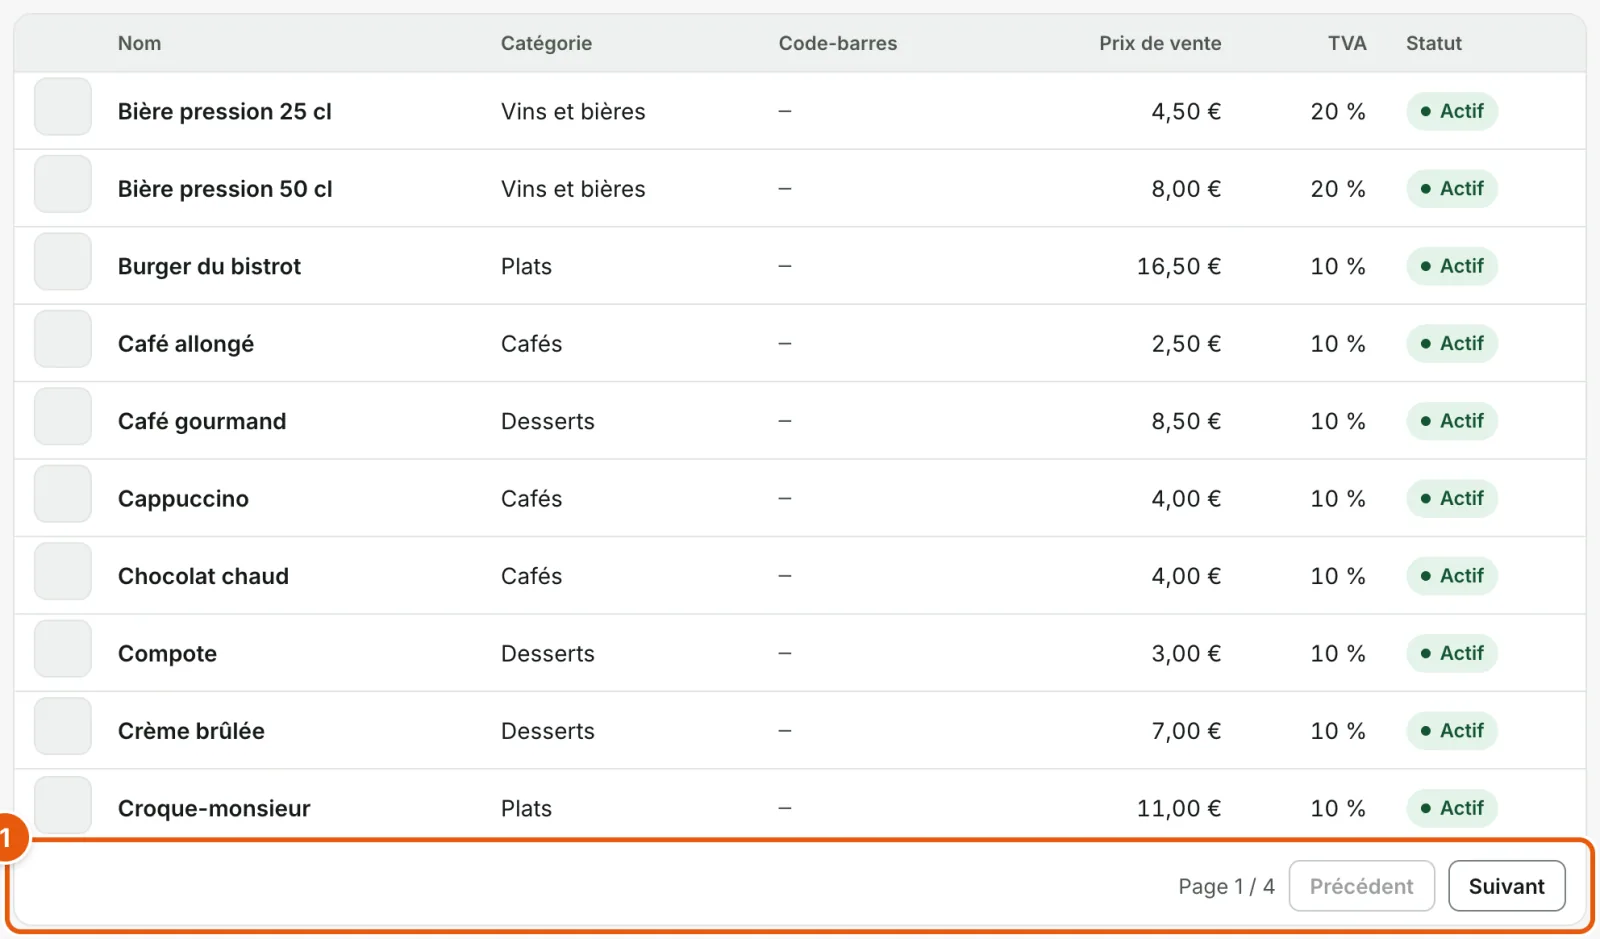 Nom Catégorie Code-barres Prix de vente TVA Statut
Bière pression 25 cl Vins et bières – 4,50 € 20 % Actif
Bière pression 50 cl Vins et bières – 8,00 € 20 % Actif
Burger du bistrot Plats – 16,50 € 10 % Actif
Café allongé Cafés – 2,50 € 10 % Actif
Café gourmand Desserts – 8,50 € 10 % Actif
Cappuccino Cafés – 4,00 € 10 % Actif
Chocolat chaud Cafés – 4,00 € 10 % Actif
Compote Desserts – 3,00 € 10 % Actif
Crème brûlée Desserts – 7,00 € 10 % Actif
Croque-monsieur Plats – 11,00 € 10 % Actif
1
Page 1 / 4 Précédent Suivant